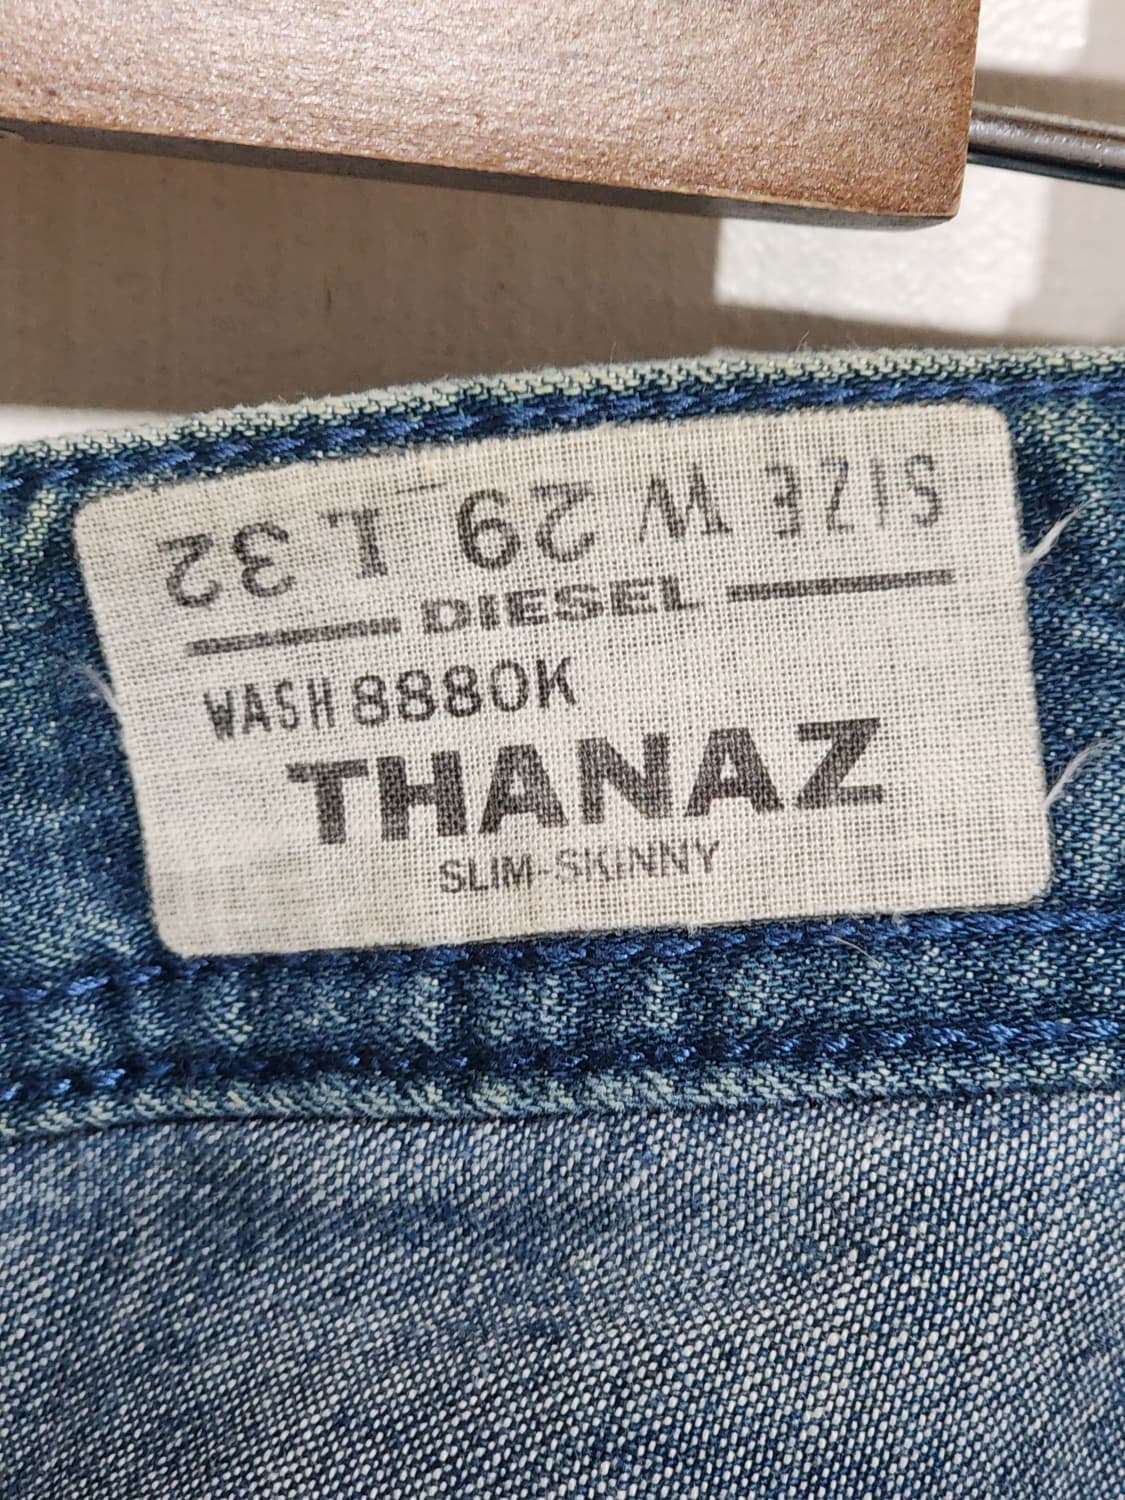 SIZE W 29 L 32
DIESEL
WASH 8880K
THANAZ
SLIM-SKINNY